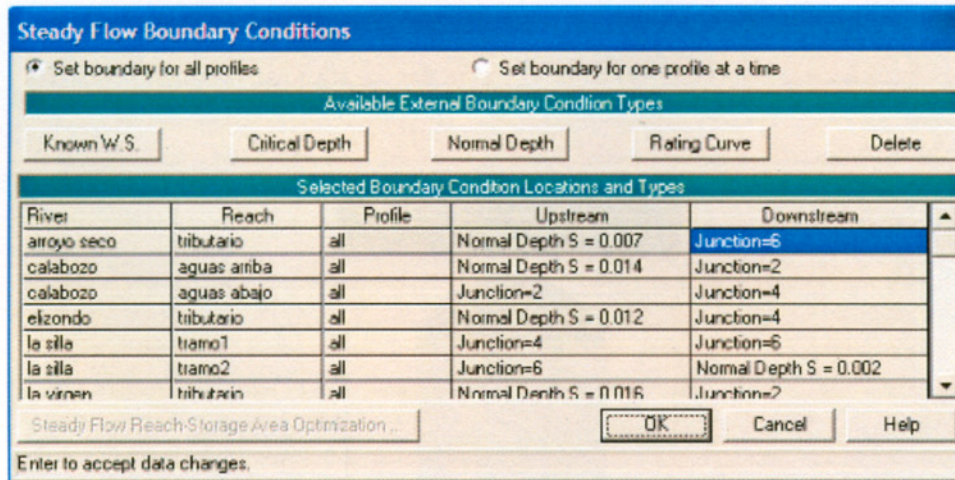 Steady Flow Boundary Conditions
Set boundary for all profiles Set boundary for one profile at a time
Available External Boundary Condtion Types
Known W.S. Critical Depth Normal Depth Rating Curve Delete
Selected Boundary Condition Locations and Types
River Reach Profile Upstream Downstream
arroyo seco tributario all Normal Depth S = 0.007 Junction=6
calabozo aguas arriba all Normal Depth S = 0.014 Junction=2
calabozo aguas abajo all Junction=2 Junction=4
elizondo tributario all Normal Depth S = 0.012 Junction=4
la silla tramo1 all Junction=4 Junction=6
la silla tramo2 all Junction=6 Normal Depth S = 0.002
la virgen tributario all Normal Depth S = 0.016 Junction=2
Steady Flow Reach-Storage Area Optimization ... OK Cancel Help
Enter to accept data changes.